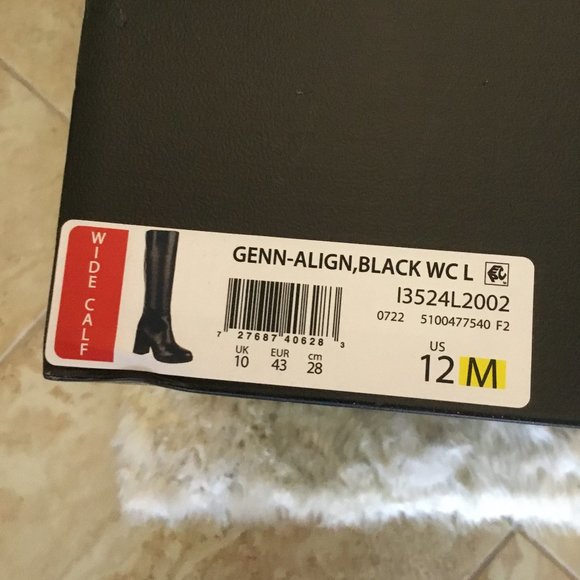 WIDE CALF
GENN-ALIGN,BLACK WC L
I3524L2002
0722 5100477540 F2
7 27687 40628 3
UK EUR cm
10 43 28
US
12 M